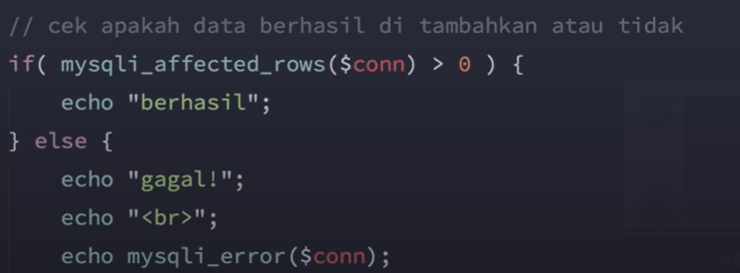 // cek apakah data berhasil di tambahkan atau tidak
if( mysqli_affected_rows($conn) > 0 ) {
    echo "berhasil";
} else {
    echo "gagal!";
    echo "<br>";
    echo mysqli_error($conn);